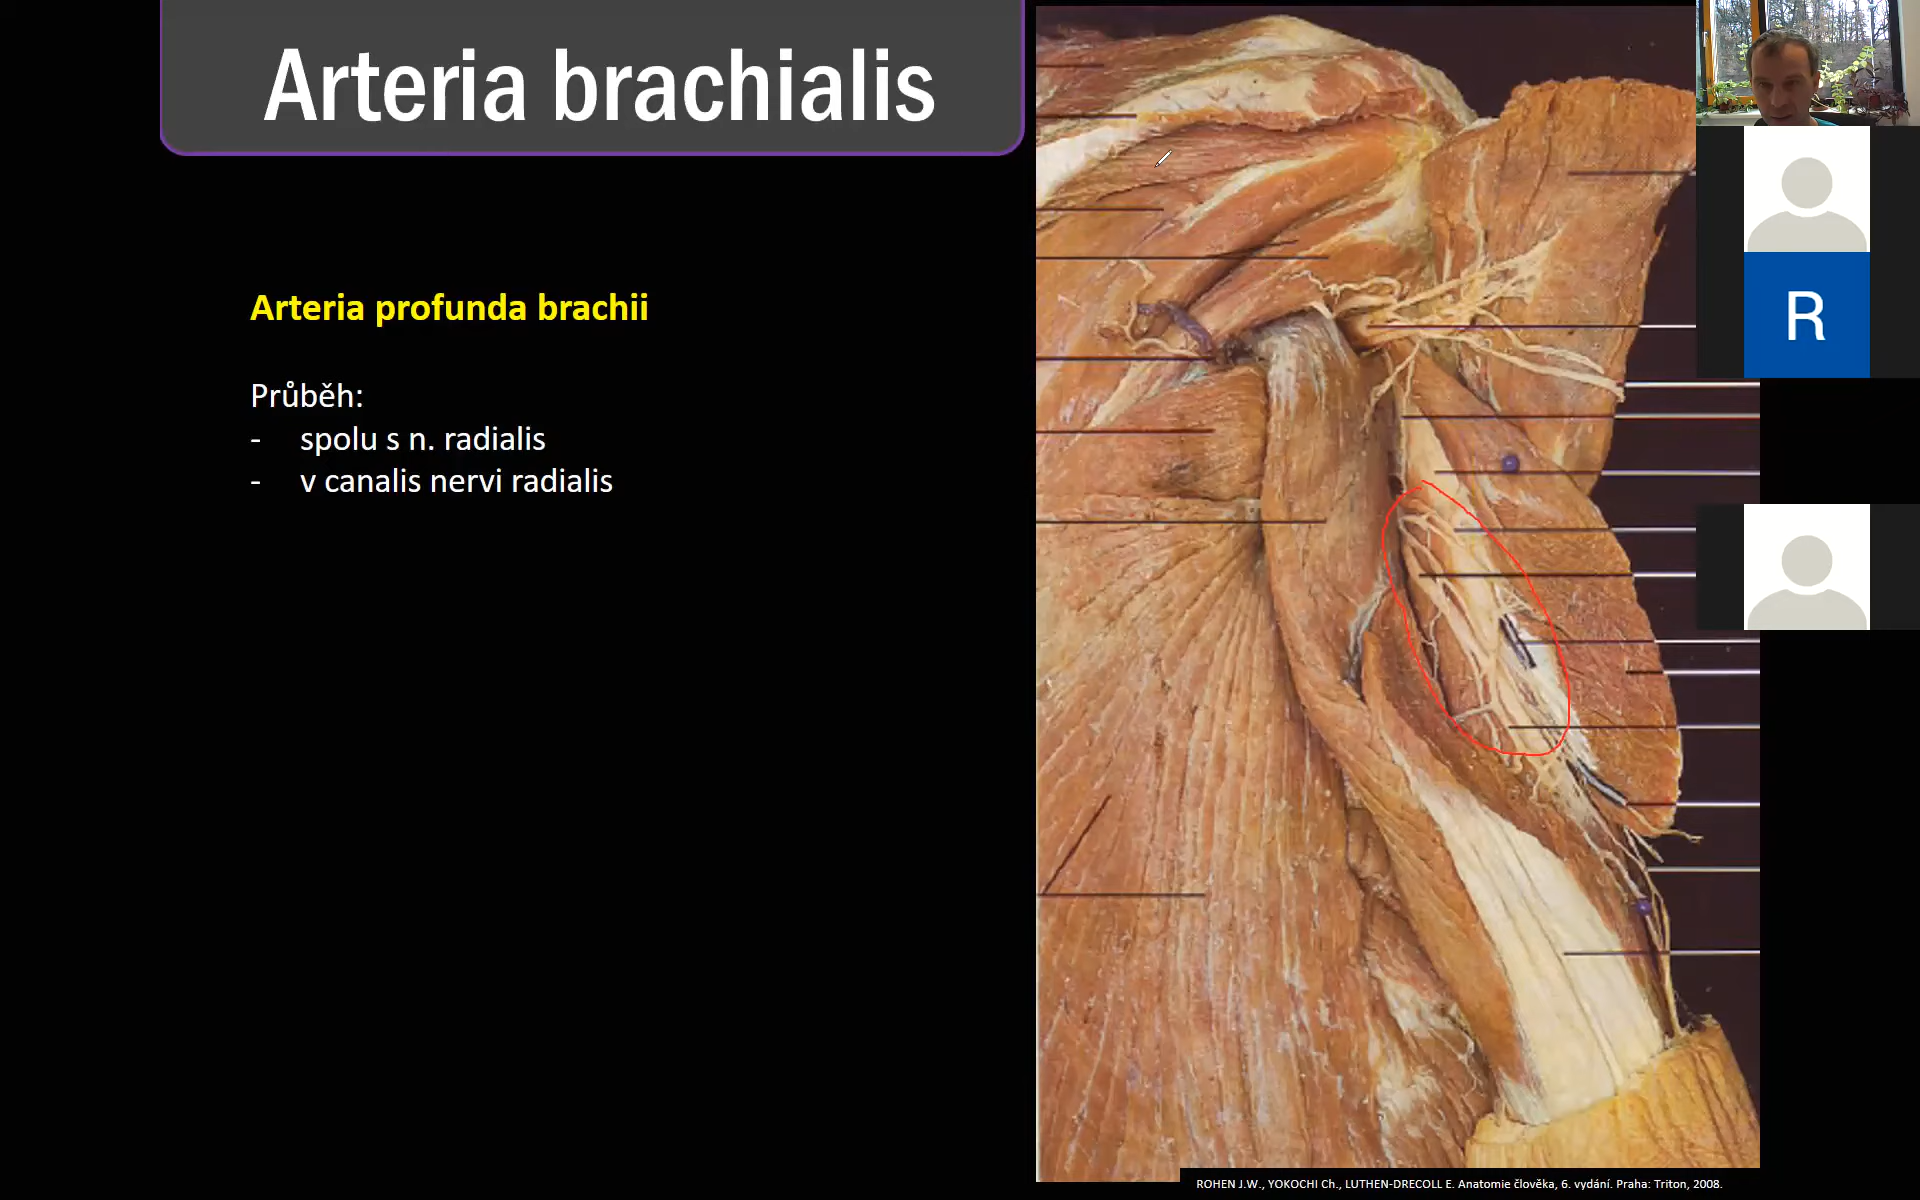 Arteria brachialis
Arteria profunda brachii
Průběh:
- spolu s n. radialis
- v canalis nervi radialis
R
ROHEN J.W., YOKOCHI Ch., LUTHEN-DRECOLL E. Anatomie člověka, 6. vydání. Praha: Triton, 2008.